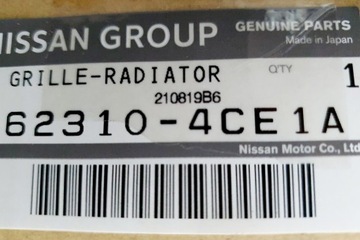 NISSAN GROUP
GENUINE PARTS
Made in Japan
GRILLE-RADIATOR
Q'TY 1
210819B6
62310-4CE1A
Nissan Motor Co., Ltd